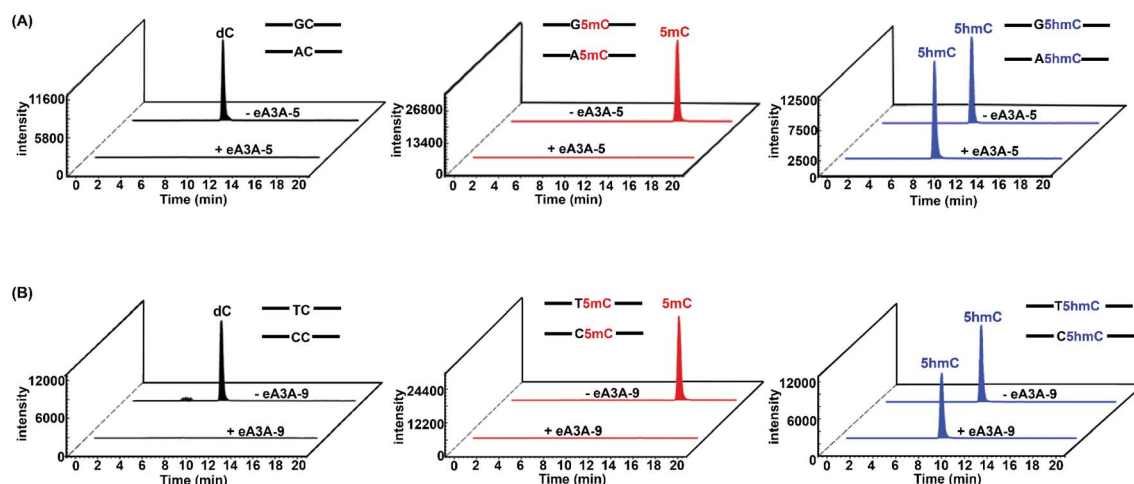 (A)
GC
AC
dC
11600
5800
0
intensity
- eA3A-5
+ eA3A-5
0 2 4 6 8 10 12 14 16 18 20
Time (min)
G5mC
A5mC
5mC
26800
13400
0
intensity
- eA3A-5
+ eA3A-5
0 2 4 6 8 10 12 14 16 18 20
Time (min)
5hmC
5hmC
G5hmC
A5hmC
12500
7500
2500
intensity
- eA3A-5
+ eA3A-5
0 2 4 6 8 10 12 14 16 18 20
Time (min)
(B)
dC
TC
CC
12000
6000
0
intensity
- eA3A-9
+ eA3A-9
0 2 4 6 8 10 12 14 16 18 20
Time (min)
T5mC
C5mC
5mC
24400
12200
0
intensity
- eA3A-9
+ eA3A-9
0 2 4 6 8 10 12 14 16 18 20
Time (min)
5hmC
5hmC
T5hmC
C5hmC
12000
6000
0
intensity
- eA3A-9
+ eA3A-9
0 2 4 6 8 10 12 14 16 18 20
Time (min)